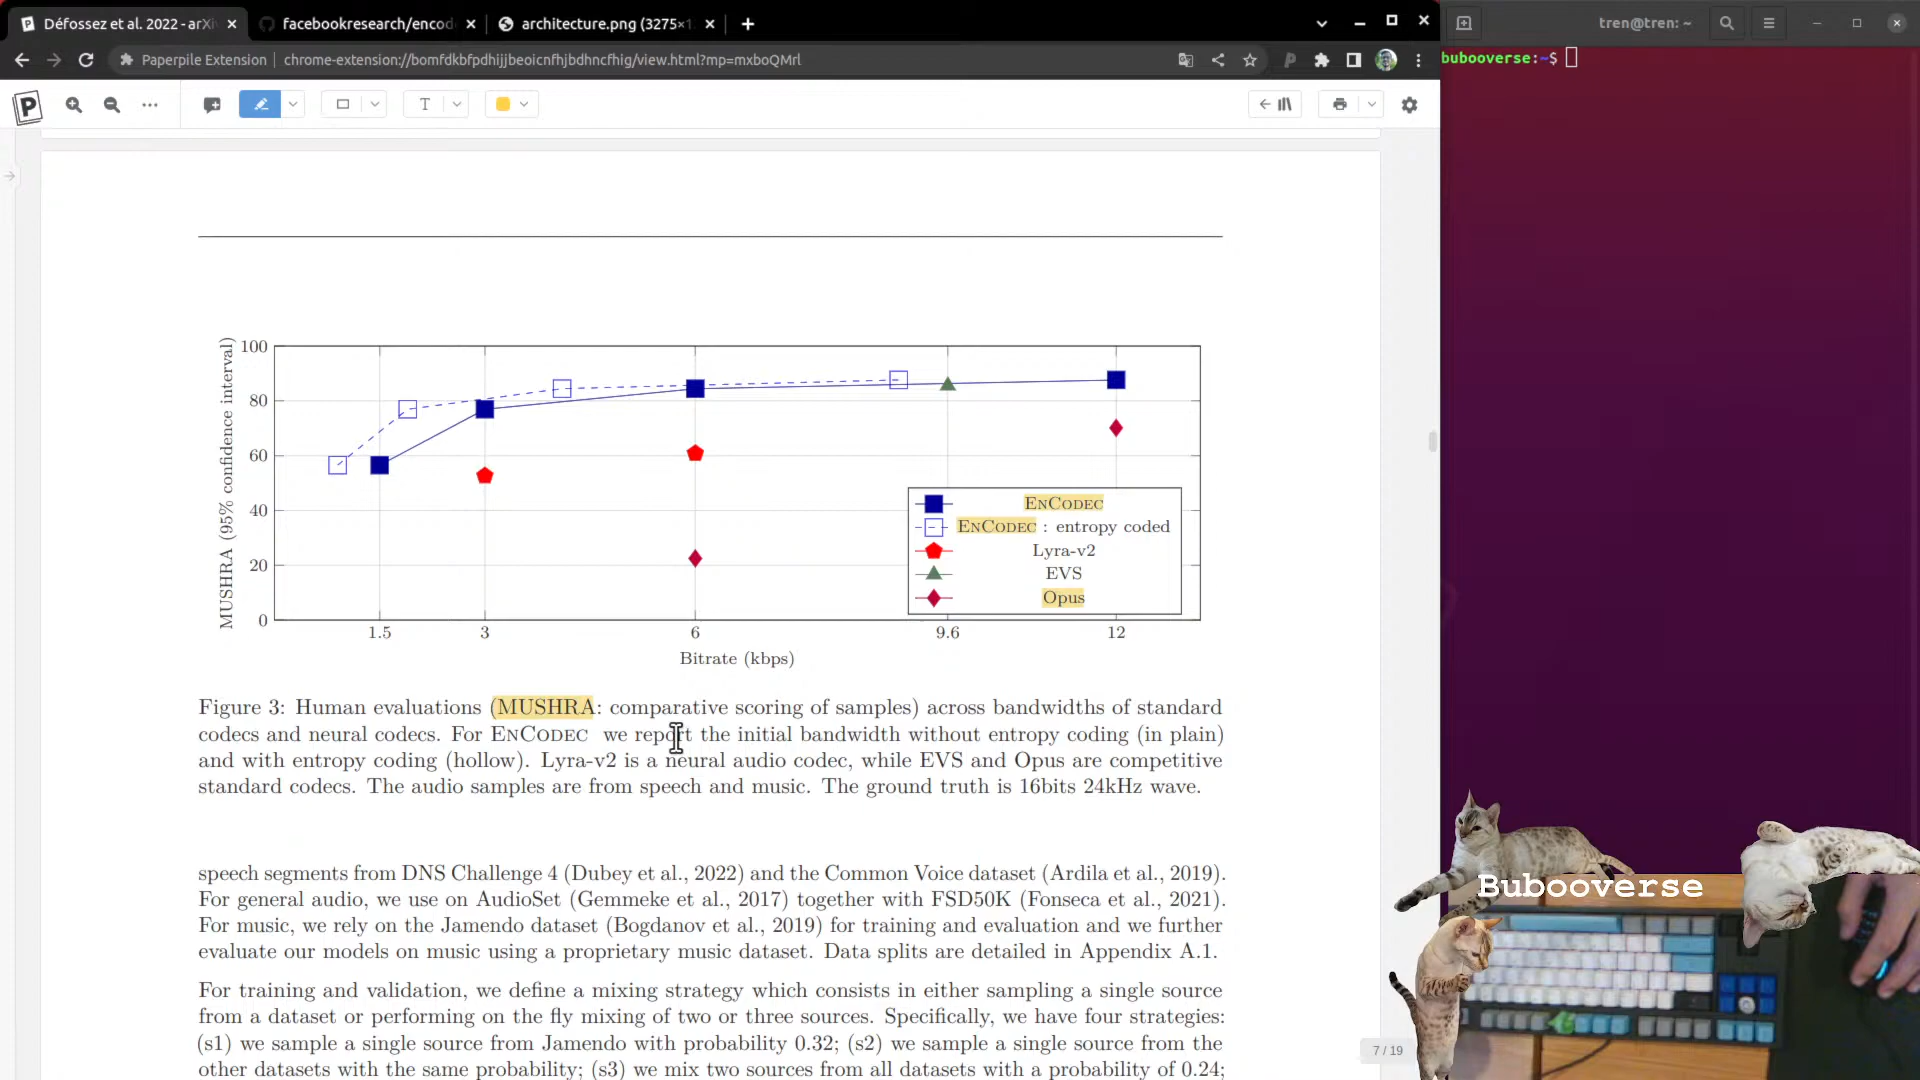 Défossez et al. 2022 - arXi
facebookresearch/encod
architecture.png (3275×1
tren@tren: ~
Paperpile Extension
chrome-extension://bomfdkbfpdhijjbeoicnfhjbdhncfhig/view.html?mp=mxboQMrl
bubooverse:~$
P
T
MUSHRA (95% confidence interval)
100
80
60
40
20
0
1.5
3
6
9.6
12
Bitrate (kbps)
ENCODEC
ENCODEC : entropy coded
Lyra-v2
EVS
Opus
Figure 3: Human evaluations (MUSHRA: comparative scoring of samples) across bandwidths of standard
codecs and neural codecs. For ENCODEC we report the initial bandwidth without entropy coding (in plain)
and with entropy coding (hollow). Lyra-v2 is a neural audio codec, while EVS and Opus are competitive
standard codecs. The audio samples are from speech and music. The ground truth is 16bits 24kHz wave.
speech segments from DNS Challenge 4 (Dubey et al., 2022) and the Common Voice dataset (Ardila et al., 2019).
For general audio, we use on AudioSet (Gemmeke et al., 2017) together with FSD50K (Fonseca et al., 2021).
For music, we rely on the Jamendo dataset (Bogdanov et al., 2019) for training and evaluation and we further
evaluate our models on music using a proprietary music dataset. Data splits are detailed in Appendix A.1.
For training and validation, we define a mixing strategy which consists in either sampling a single source
from a dataset or performing on the fly mixing of two or three sources. Specifically, we have four strategies:
(s1) we sample a single source from Jamendo with probability 0.32; (s2) we sample a single source from the
other datasets with the same probability; (s3) we mix two sources from all datasets with a probability of 0.24;
7 / 19
Bubooverse